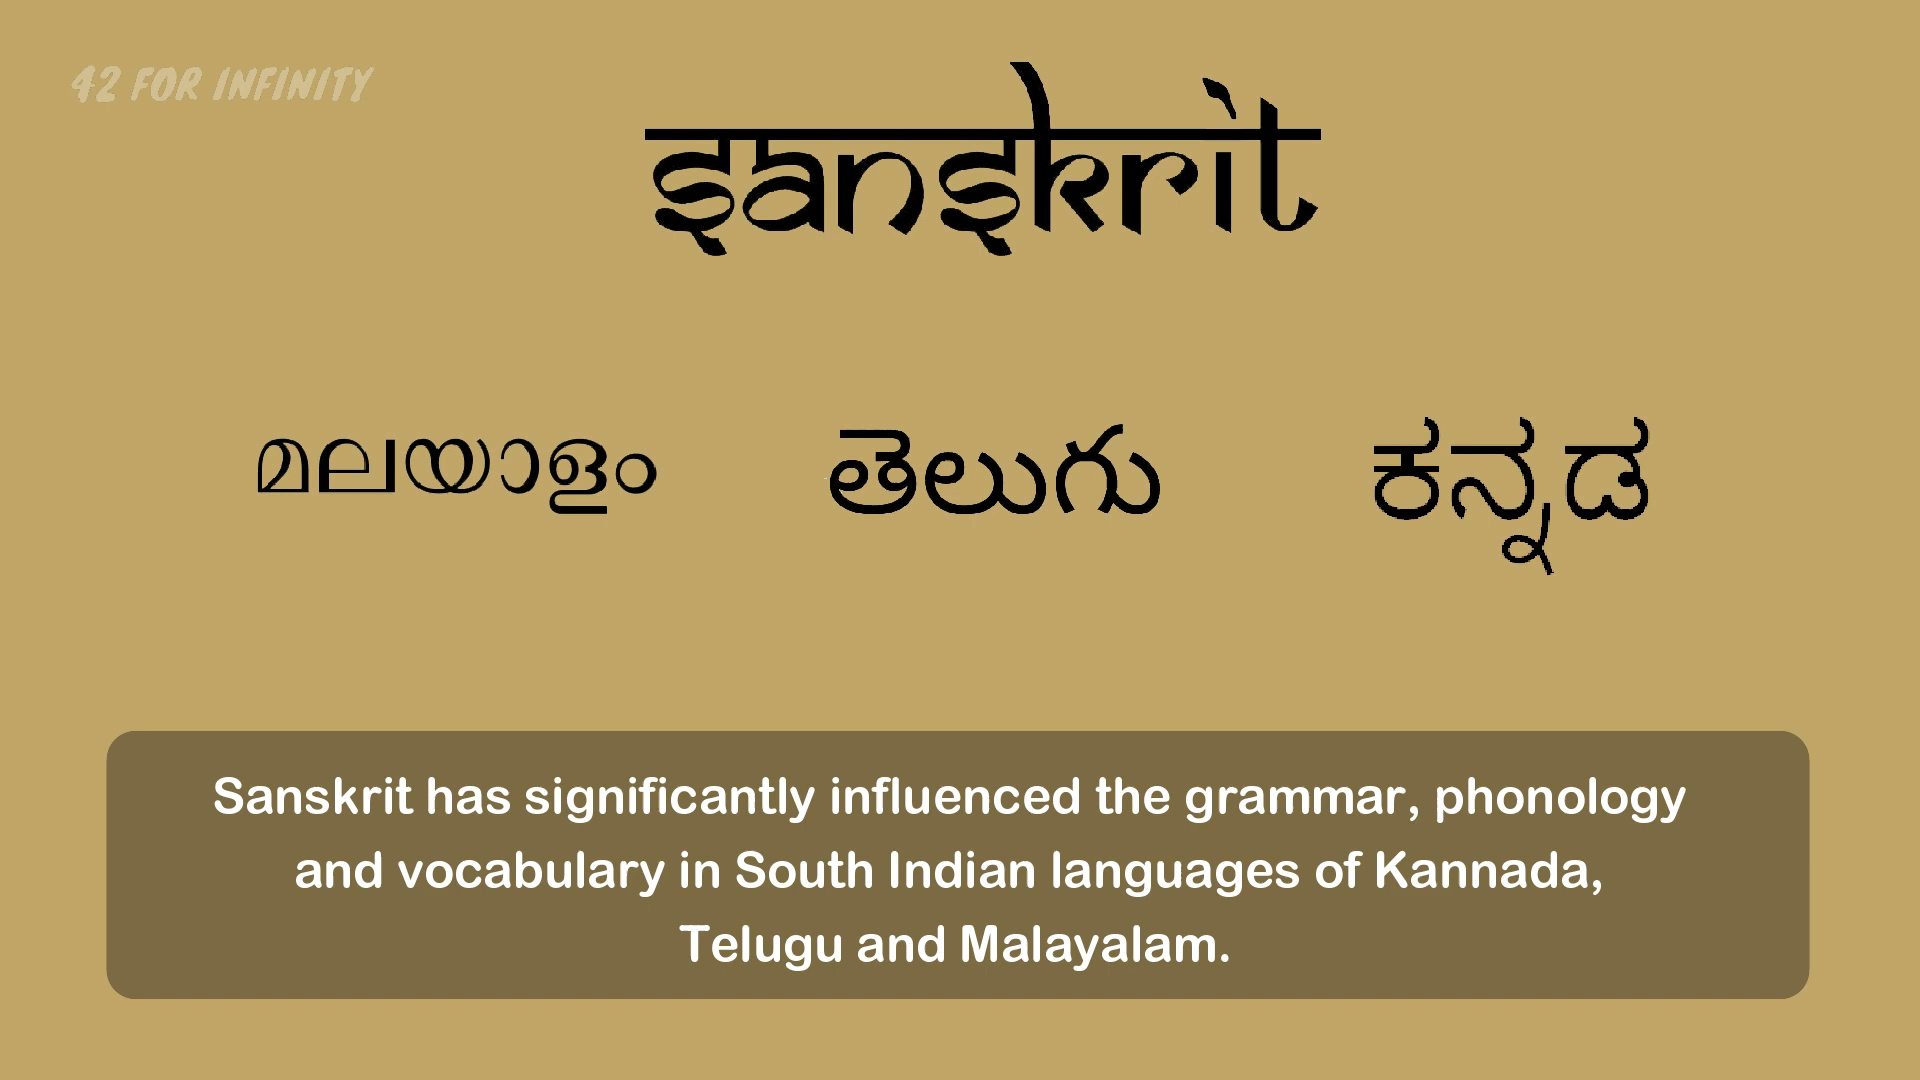 42 FOR INFINITY
sanskrit
മലയാളം తెలుగు ಕನ್ನಡ
Sanskrit has significantly influenced the grammar, phonology
and vocabulary in South Indian languages of Kannada,
Telugu and Malayalam.